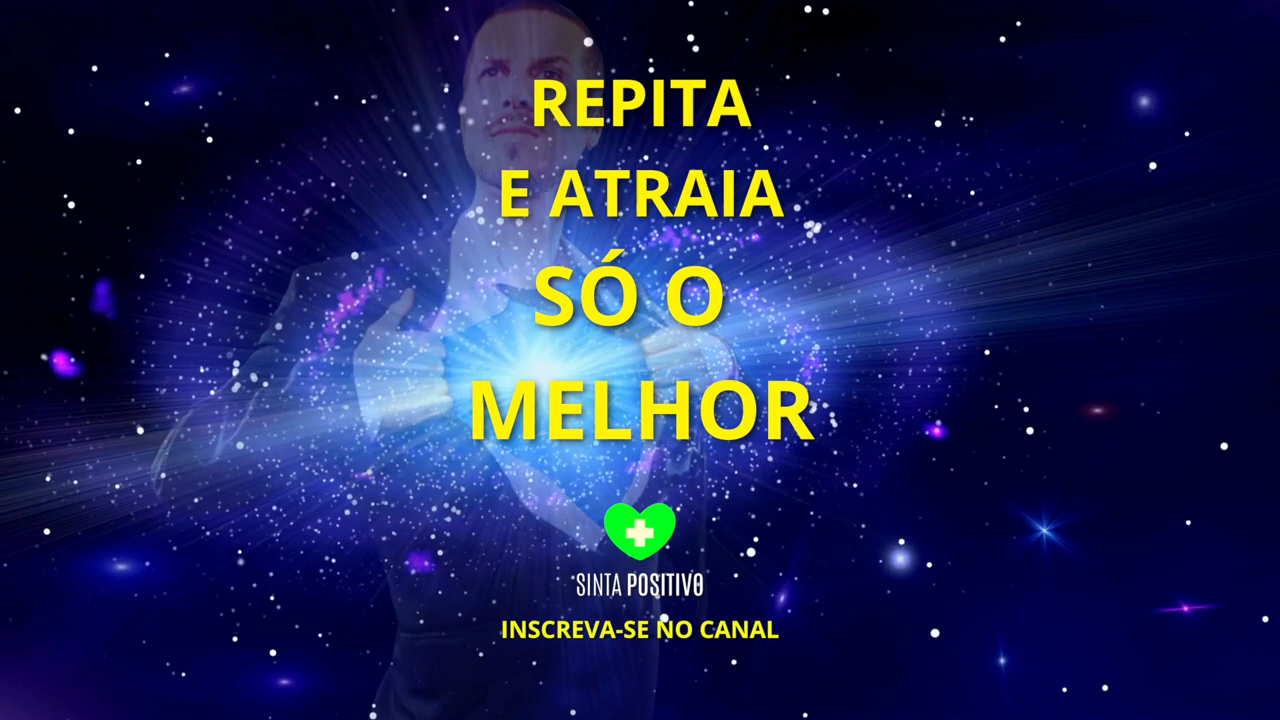 REPITA
E ATRAIA
SÓ O
MELHOR
SINTA POSITIVO
INSCREVA-SE NO CANAL